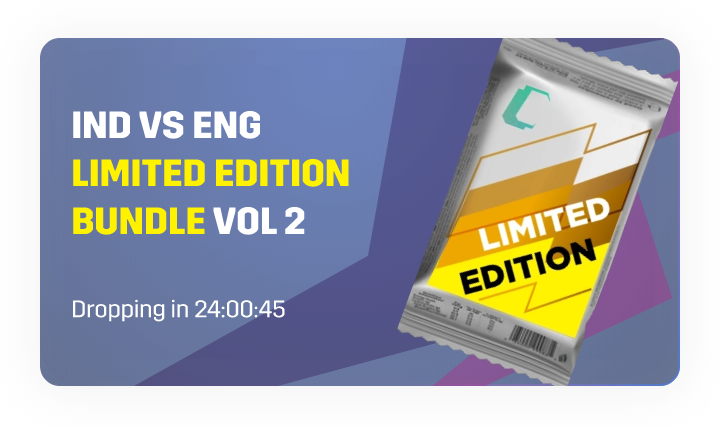 IND VS ENG
LIMITED EDITION
BUNDLE VOL 2
Dropping in 24:00:45
LIMITED
EDITION